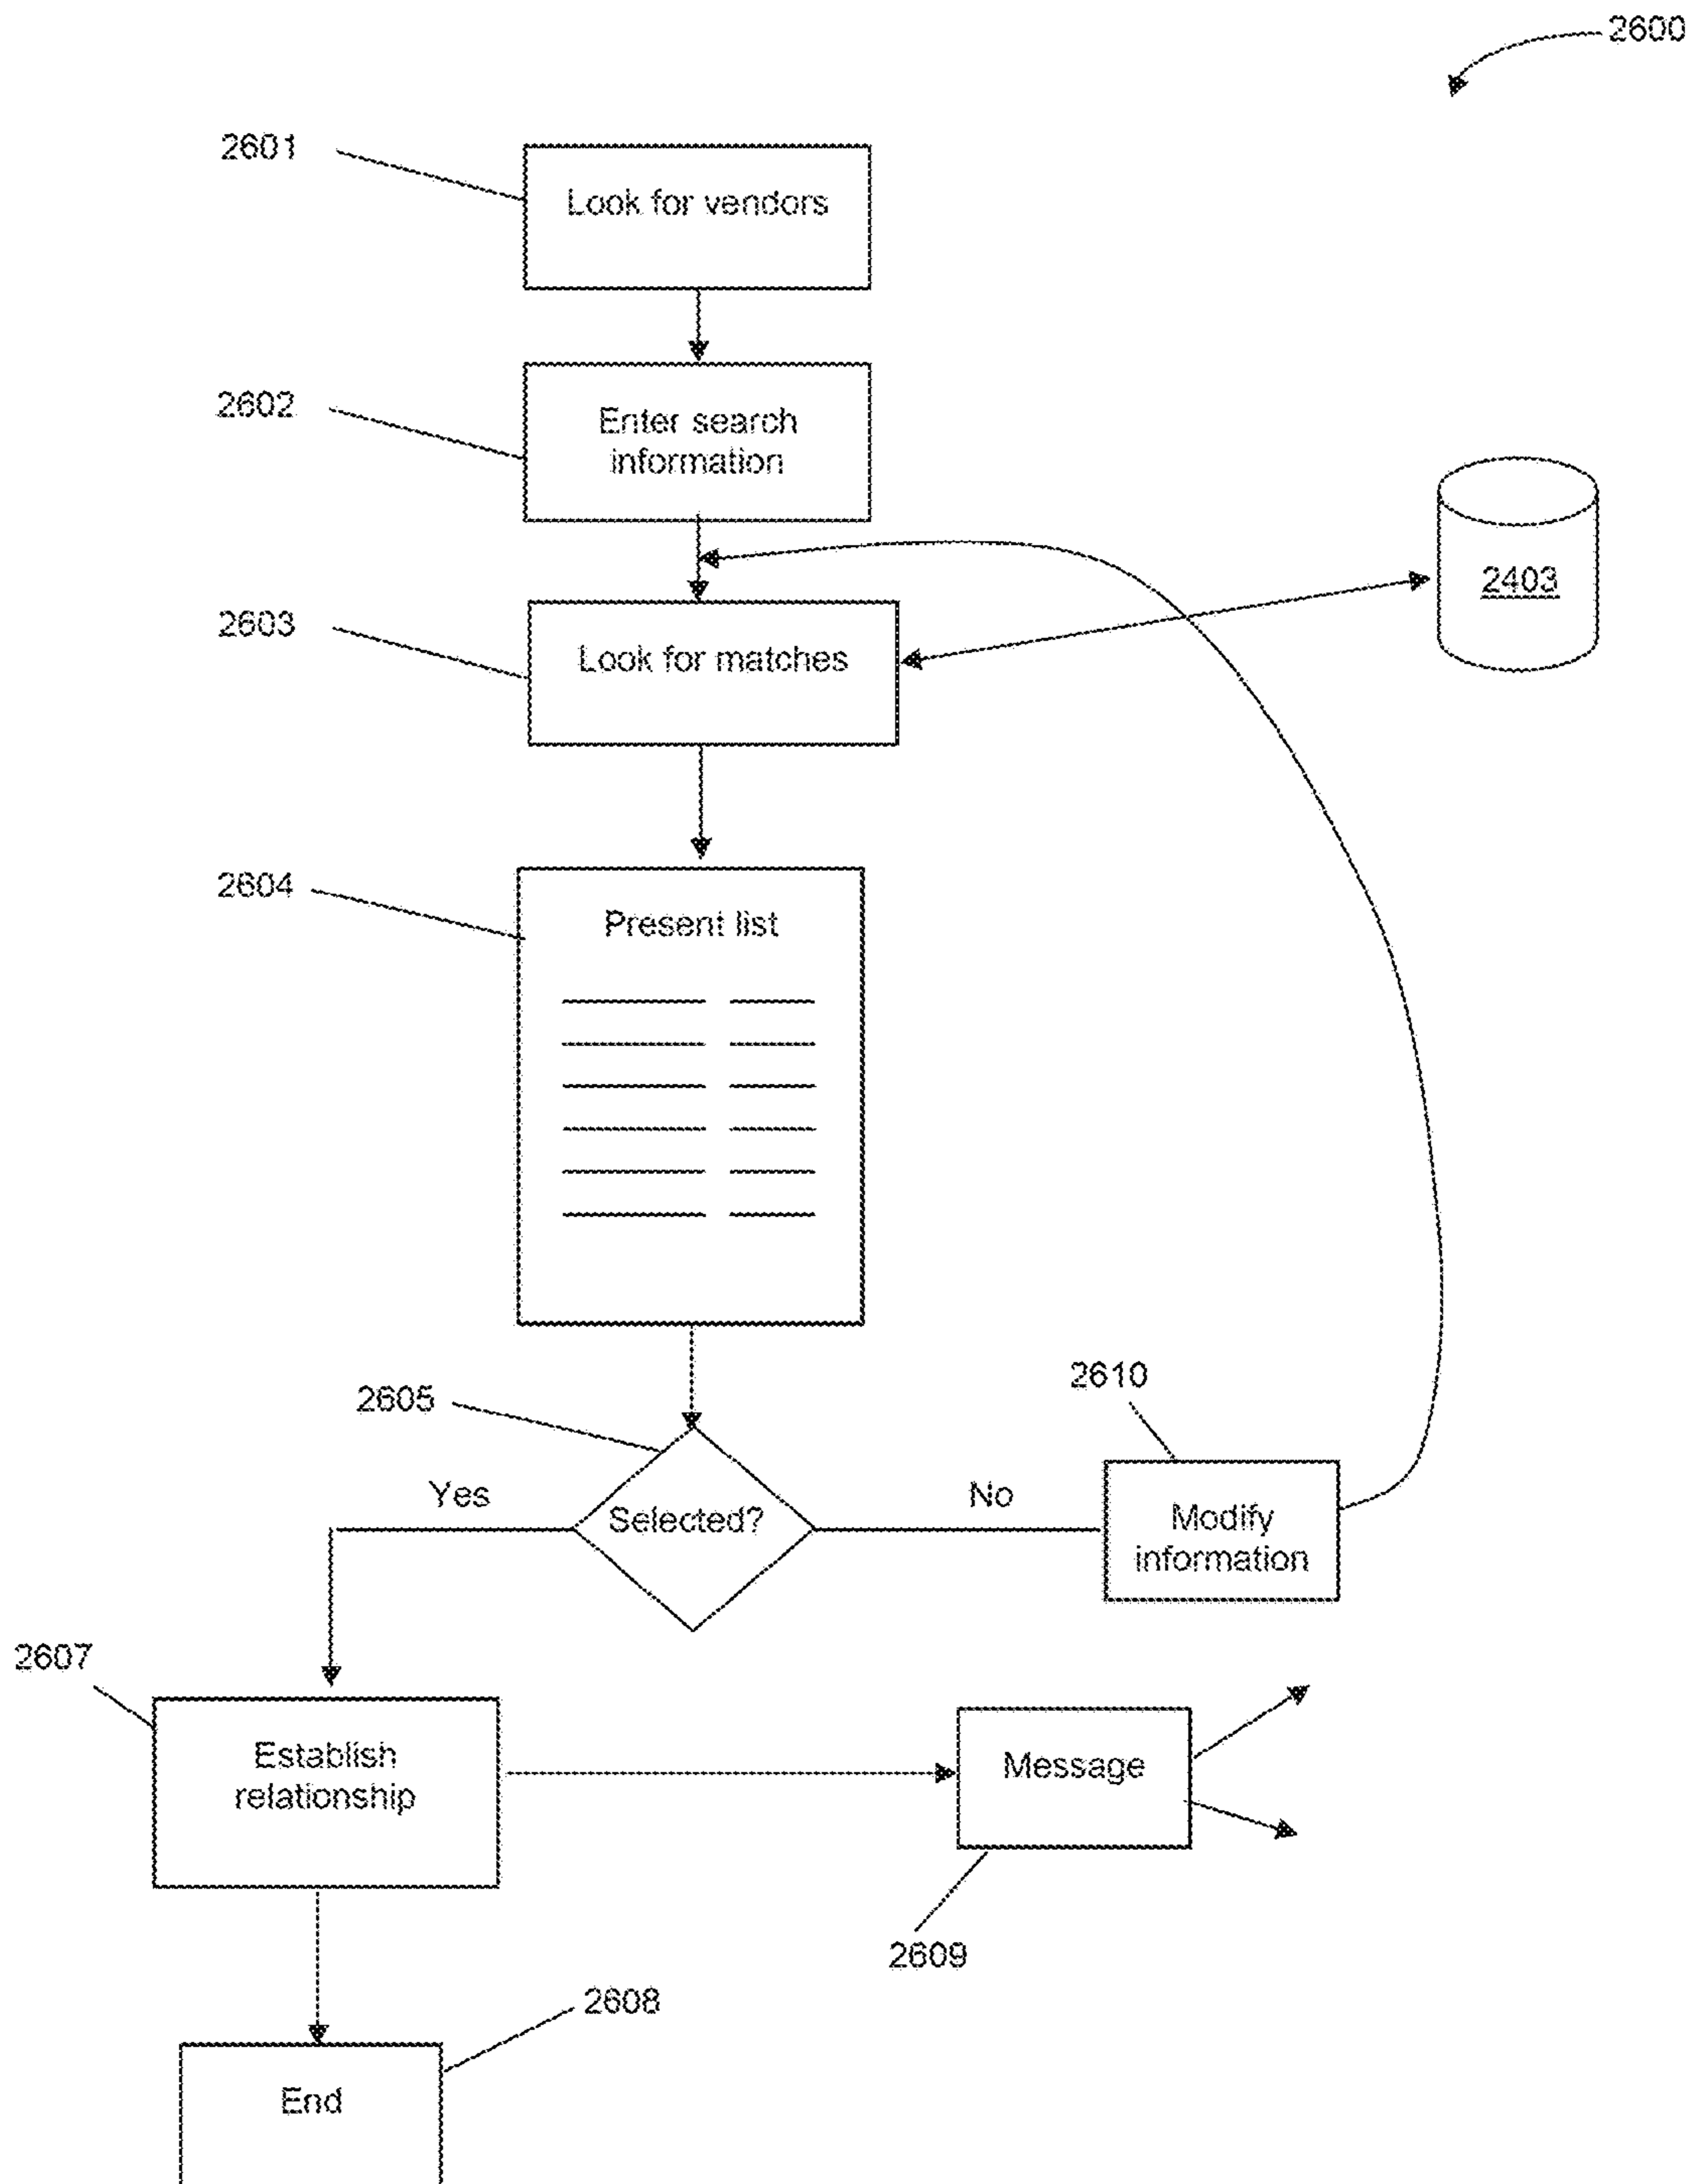 2600
2601
Look for vendors
2602
Enter search
information
2403
2603
Look for matches
2604
Present list
2610
2605
Yes
No
Selected?
Modify
information
2607
Establish
relationship
Message
2609
2608
End